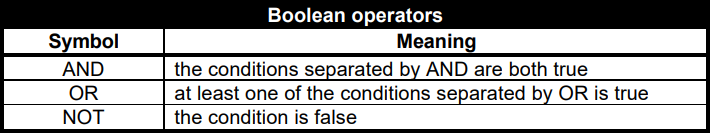 Boolean operators
Symbol Meaning
AND the conditions separated by AND are both true
OR at least one of the conditions separated by OR is true
NOT the condition is false